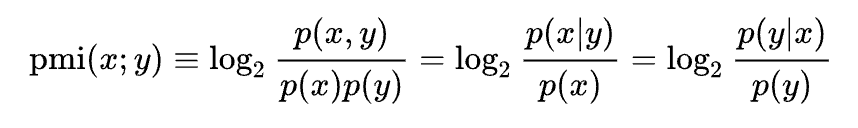 pmi(x; y) ≡ log₂ p(x, y) / p(x)p(y) = log₂ p(x|y) / p(x) = log₂ p(y|x) / p(y)